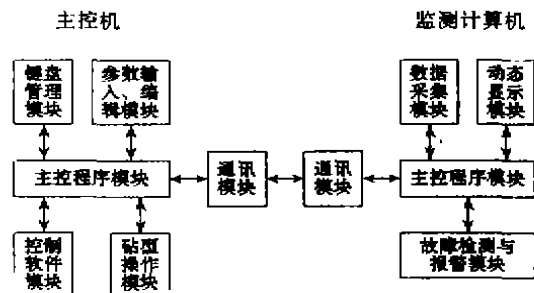 主控机
监测计算机
键盘
管理
模块
参数输
入、编
辑模块
数据
采集
模块
动态
显示
模块
主控程序模块
通讯
模块
通讯
模块
主控程序模块
控制
软件
模块
钻型
操作
模块
故障检测与
报警模块